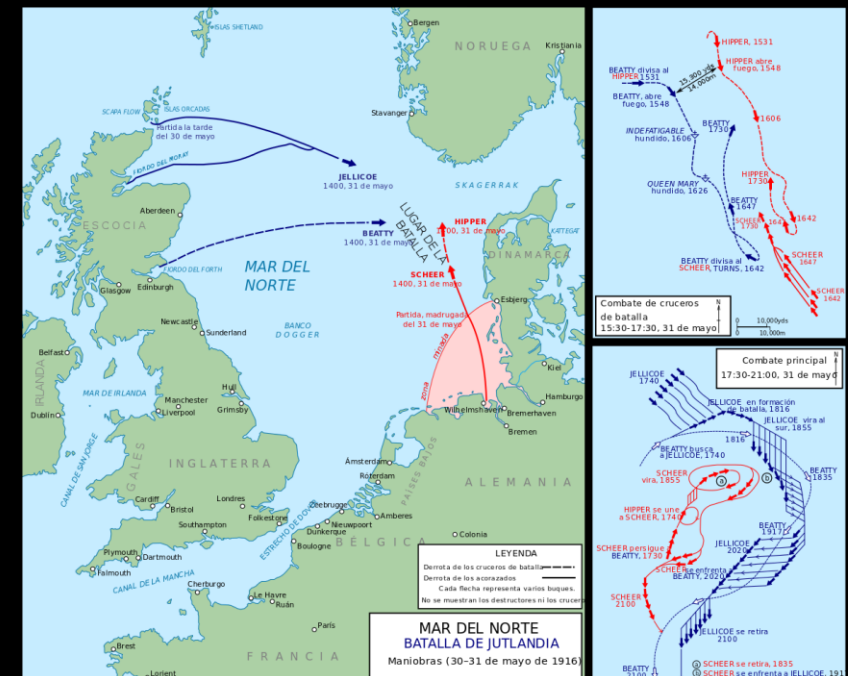 ISLAS SHETLAND
Bergen
NORUEGA
Kristiania
Stavanger
SCAPA FLOW
ISLAS ORCADAS
Partida la tarde
del 30 de mayo
FIORDO DEL MORAY
JELLICOE
1400, 31 de mayo
SKAGERRAK
Aberdeen
ESCOCIA
BEATTY
1400, 31 de mayo
LUGAR DE LA
BATALLA
HIPPER
1400, 31 de mayo
KATTEGAT
DINAMARCA
SCHEER
1400, 31 de mayo
FIORDO DEL FORTH
MAR DEL
NORTE
Glasgow
Edinburgh
Esbjerg
Partida, madrugada
del 31 de mayo
Newcastle
Sunderland
BANCO
DOGGER
zona minada
Belfast
IRLANDA
MAR DE IRLANDA
Kiel
Hull
Manchester
Liverpool
Grimsby
Hamburgo
Wilhelmshaven
Bremerhaven
Bremen
Dublin
CANAL DE SAN JORGE
GALES
INGLATERRA
PAÍSES BAJOS
Ámsterdam
Róterdam
ALEMANIA
Cardiff
Bristol
Londres
Zeebrugge
Amberes
Southampton
Folkestone
ESTRECHO DE DOVER
Nieuwpoort
Dunkerque
Boulogne
BÉLGICA
Colonia
Plymouth
Dartmouth
Falmouth
CANAL DE LA MANCHA
Cherburgo
Le Havre
Ruán
París
Brest
Lorient
FRANCIA
LEYENDA
Derrota de los cruceros de batalla
Derrota de los acorazados
Cada flecha representa varios buques.
No se muestran los destructores ni los crucero
MAR DEL NORTE
BATALLA DE JUTLANDIA
Maniobras (30-31 de mayo de 1916)
HIPPER, 1531
HIPPER abre
fuego, 1548
BEATTY divisa al
HIPPER 1531
15,300 yds
14,000m
BEATTY, abre
fuego, 1548
1606
BEATTY
1730
INDEFATIGABLE
hundido, 1606
QUEEN MARY
hundido, 1626
HIPPER
1730
BEATTY
1647
SCHEER
1730
1642
SCHEER
1647
BEATTY divisa al
SCHEER, TURNS, 1642
SCHEER
1642
Combate de cruceros
de batalla
15:30-17:30, 31 de mayo
N
10,000yds
10,000m
Combate principal
17:30-21:00, 31 de mayo
N
JELLICOE
1740
JELLICOE en formación
de batalla, 1816
JELLICOE vira al
sur, 1855
1816
BEATTY busca
a JELLICOE, 1740
SCHEER
vira, 1855
a
b
BEATTY
1835
HIPPER se une
a SCHEER, 1740
BEATTY
1917
JELLICOE
2020
SCHEER persigue a
BEATTY, 1730
SCHEER se enfrenta a
BEATTY, 2020
SCHEER
2100
JELLICOE se retira
2100
BEATTY
2100
a SCHEER se retira, 1835
b SCHEER se enfrenta a JELLICOE, 191